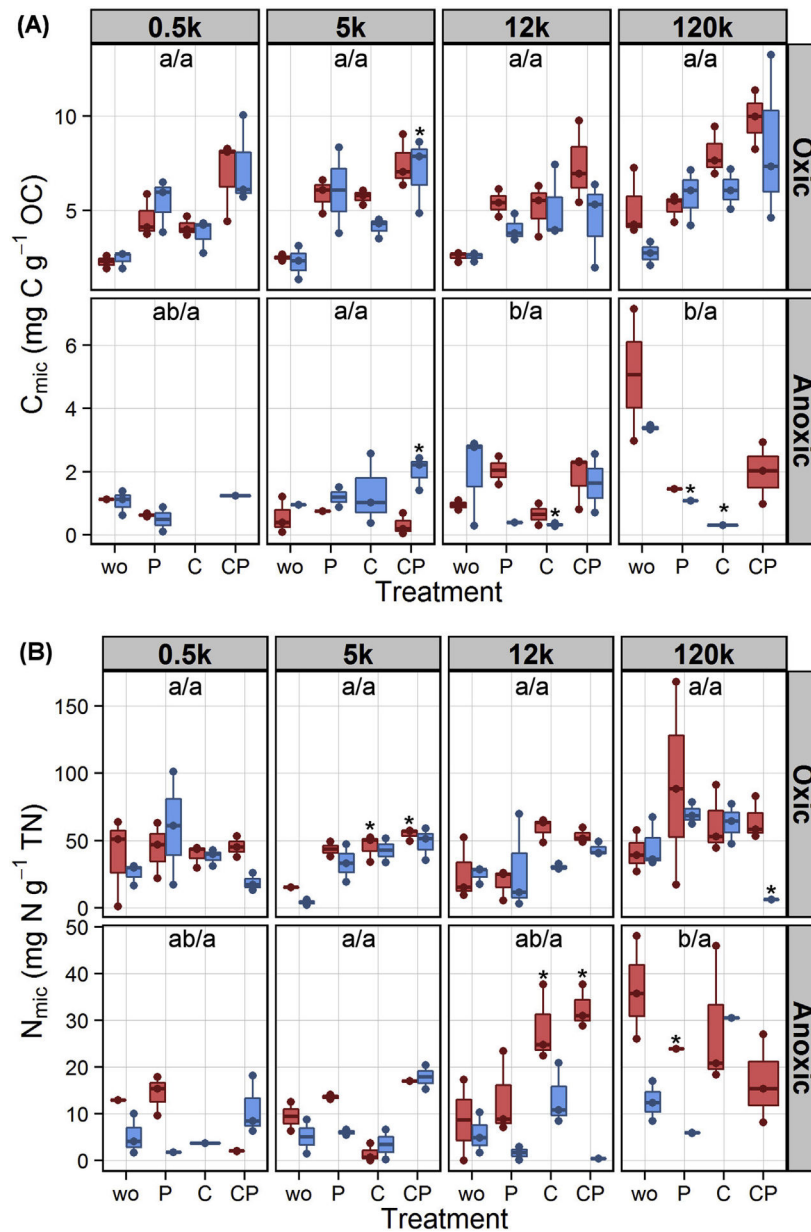 (A)
0.5k 5k 12k 120k
a/a a/a a/a a/a
Oxic
10
5
*
C_mic (mg C g⁻¹ OC)
ab/a a/a b/a b/a
Anoxic
6
4
2
0
* * * *
wo P C CP wo P C CP wo P C CP wo P C CP
Treatment
(B)
0.5k 5k 12k 120k
a/a a/a a/a a/a
Oxic
150
100
50
0
* * *
N_mic (mg N g⁻¹ TN)
ab/a a/a ab/a b/a
Anoxic
50
40
30
20
10
0
* * *
wo P C CP wo P C CP wo P C CP wo P C CP
Treatment